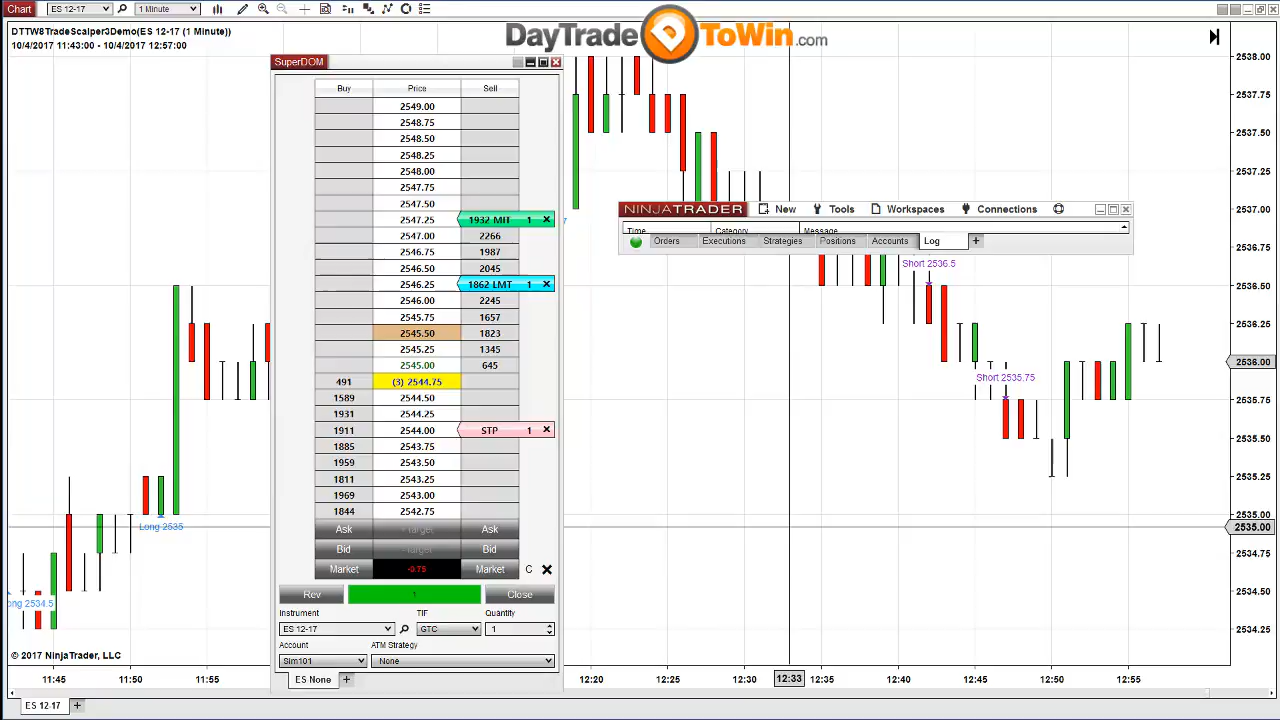 Chart ES 12-17 1 Minute
DTTW8TradeScalper3Demo(ES 12-17 (1 Minute))
10/4/2017 11:43:00 - 10/4/2017 12:57:00
DayTradeToWin.com
SuperDOM
Buy Price Sell
2549.00
2548.75
2548.50
2548.25
2548.00
2547.75
2547.50
2547.25 1932 MIT 1
2547.00 2266
2546.75 1987
2546.50 2045
2546.25 1862 LMT 1
2546.00 2245
2545.75 1657
2545.50 1823
2545.25 1345
2545.00 645
491 (3) 2544.75
1589 2544.50
1931 2544.25
1911 2544.00 STP 1
1885 2543.75
1959 2543.50
1811 2543.25
1969 2543.00
1844 2542.75
Ask - Target Ask
Bid - Target Bid
Market -0.75 Market C
Rev 1 Close
Instrument TIF Quantity
ES 12-17 GTC 1
Account ATM Strategy
Sim101 None
ES None +
NINJATRADER New Tools Workspaces Connections
Time Category Message
Orders Executions Strategies Positions Accounts Log +
Short 2536.5
Short 2535.75
Long 2535
ong 2534.5
2538.00
2537.75
2537.50
2537.25
2537.00
2536.75
2536.50
2536.25
2536.00
2535.75
2535.50
2535.25
2535.00
2535.00
2534.75
2534.50
2534.25
© 2017 NinjaTrader, LLC
11:45 11:50 11:55 12:20 12:25 12:30 12:33 12:35 12:40 12:45 12:50 12:55
ES 12-17 +